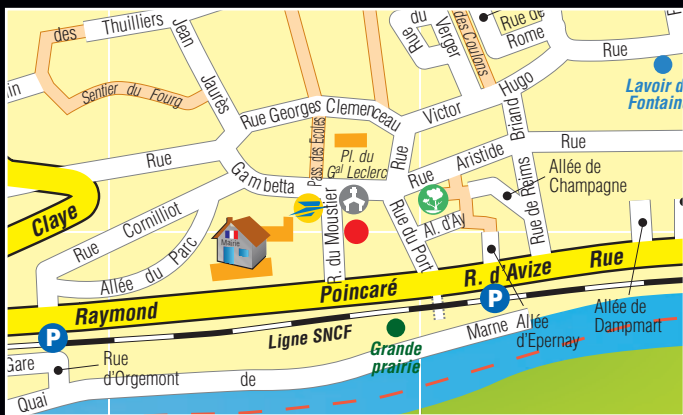 des Thuilliers
Jean
Jaurès
Rue
du
Verger
des Coulons
Rue de
Rome
Rue
Sentier du Fourg
Rue Georges Clemenceau
Victor Hugo
Lavoir
Fontain
Pass. des Ecoles
Pl. du
Gal Leclerc
Rue
Rue Aristide Briand
Rue
Rue
Gambetta
Allée de
Champagne
Claye
Rue Cornilliot
Mairie
R. du Moustier
Rue du Port
Al. d'Ay
Rue de Reims
Allée du Parc
Raymond Poincaré
R. d'Avize
Rue
P
P
Ligne SNCF
Allée
d'Epernay
Allée de
Dampmart
Gare
Rue
d'Orgemont
Grande
prairie
Quai de Marne